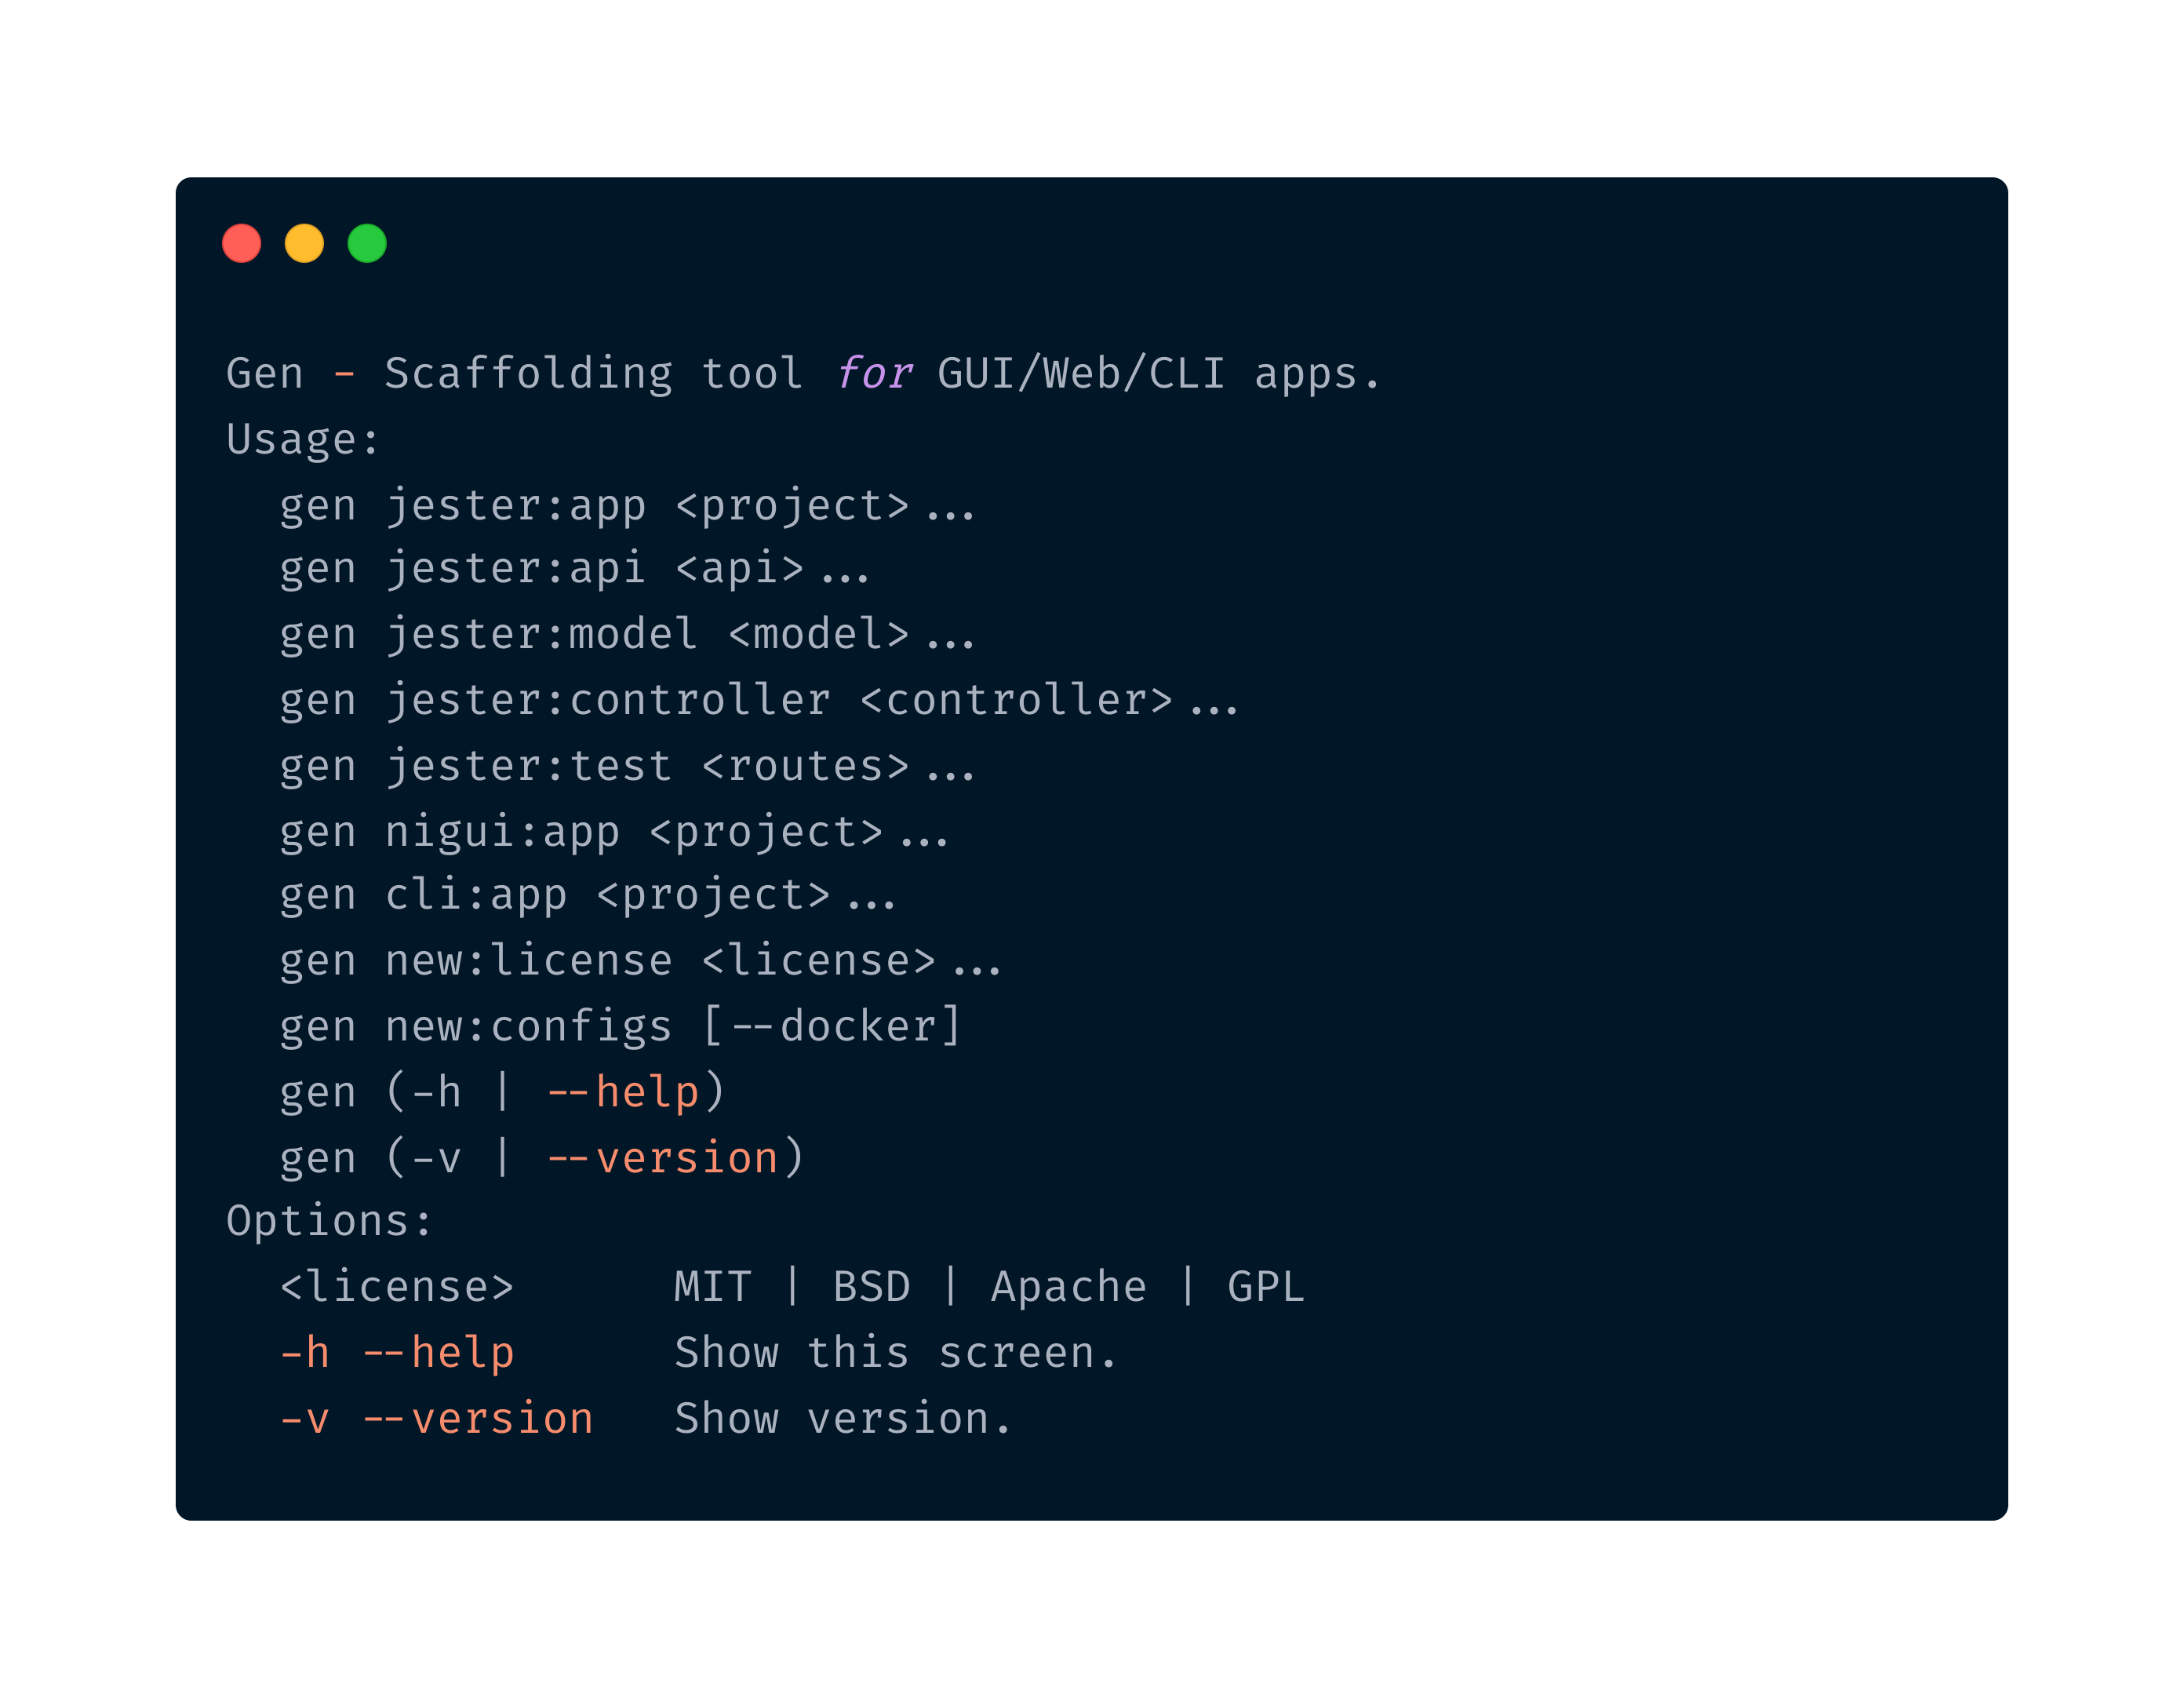 Gen - Scaffolding tool for GUI/Web/CLI apps.
Usage:
  gen jester:app <project>...
  gen jester:api <api>...
  gen jester:model <model>...
  gen jester:controller <controller>...
  gen jester:test <routes>...
  gen nigui:app <project>...
  gen cli:app <project>...
  gen new:license <license>...
  gen new:configs [--docker]
  gen (-h | --help)
  gen (-v | --version)
Options:
  <license>      MIT | BSD | Apache | GPL
  -h --help      Show this screen.
  -v --version   Show version.